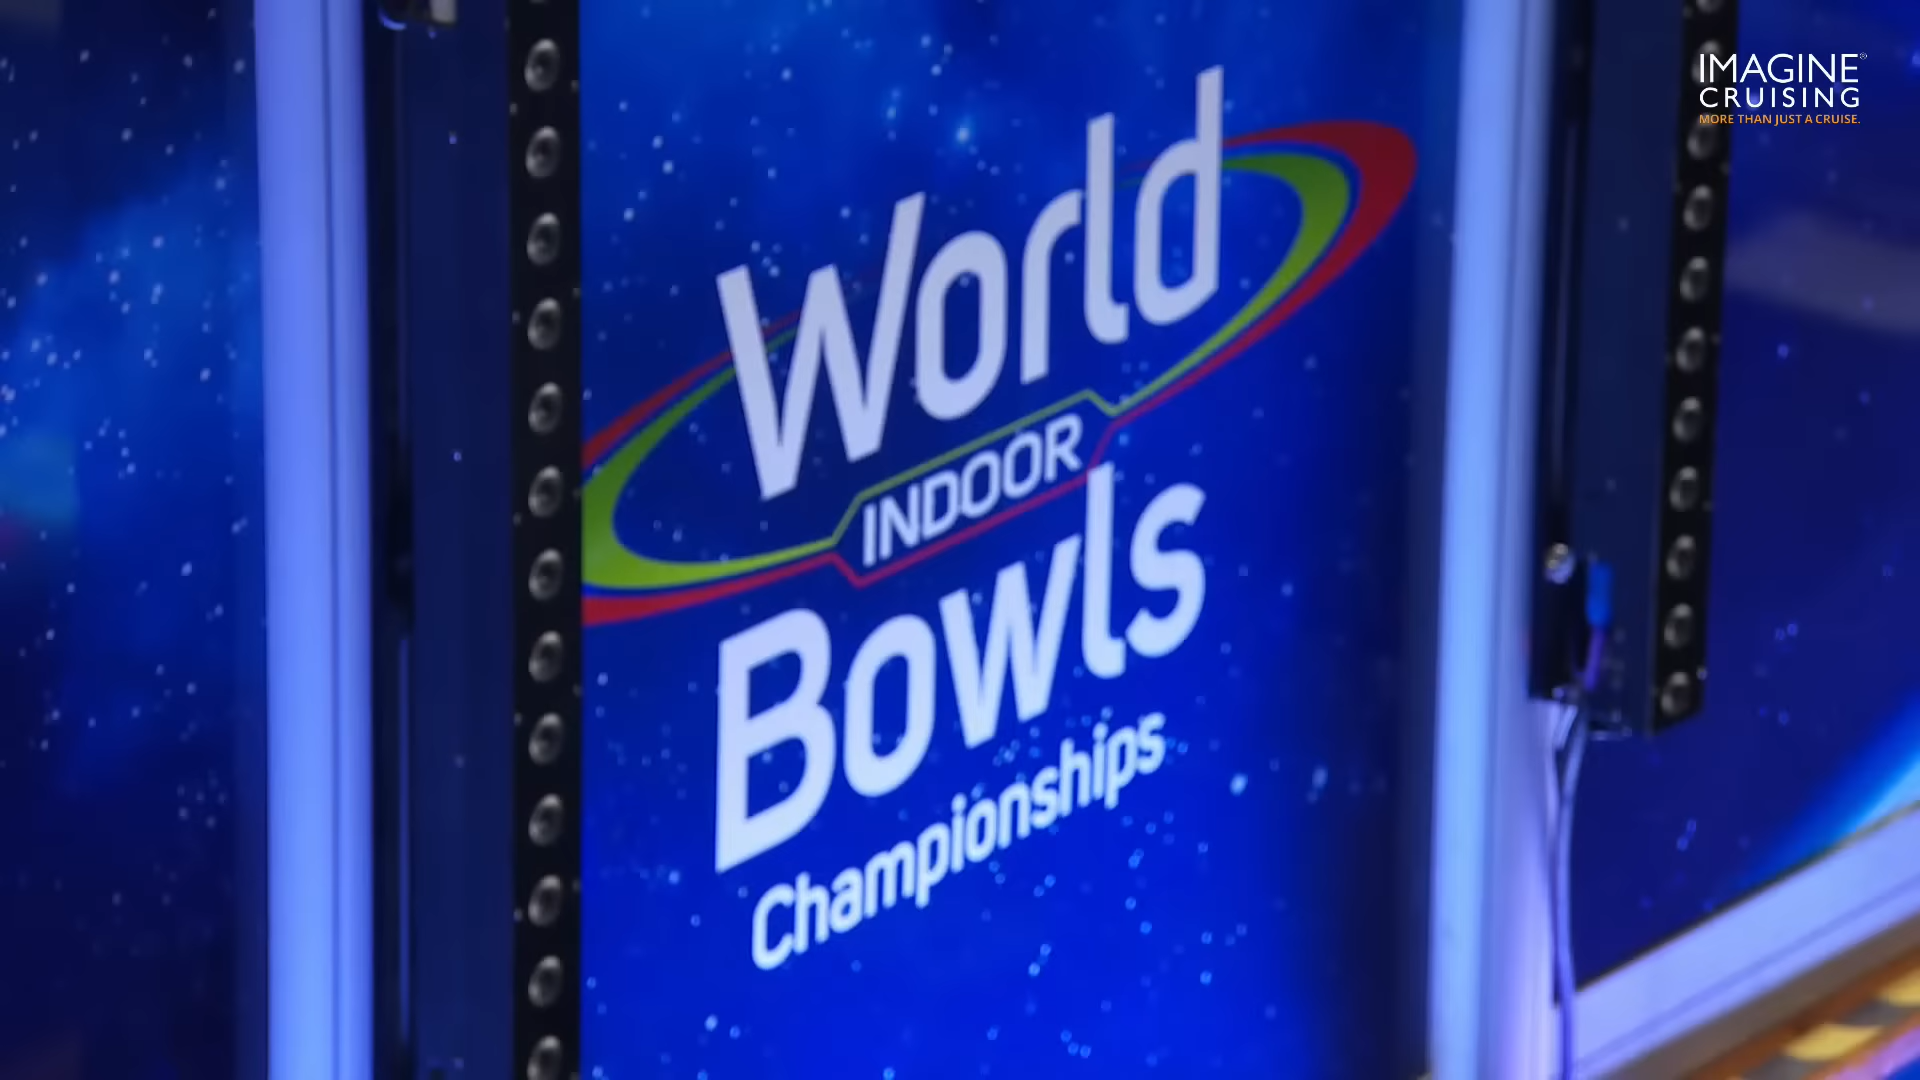 IMAGINE®
CRUISING
MORE THAN JUST A CRUISE.
World
INDOOR
Bowls
Championships